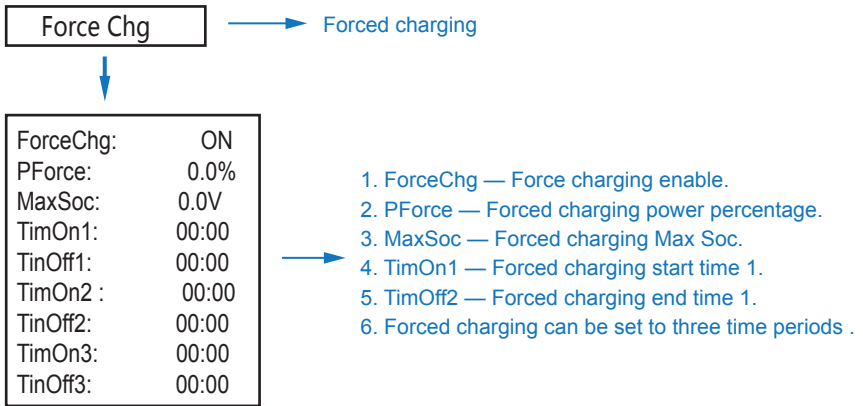 Force Chg
Forced charging
ForceChg: ON
PForce: 0.0%
MaxSoc: 0.0V
TimOn1: 00:00
TinOff1: 00:00
TimOn2 : 00:00
TinOff2: 00:00
TimOn3: 00:00
TinOff3: 00:00
1. ForceChg — Force charging enable.
2. PForce — Forced charging power percentage.
3. MaxSoc — Forced charging Max Soc.
4. TimOn1 — Forced charging start time 1.
5. TimOff2 — Forced charging end time 1.
6. Forced charging can be set to three time periods .